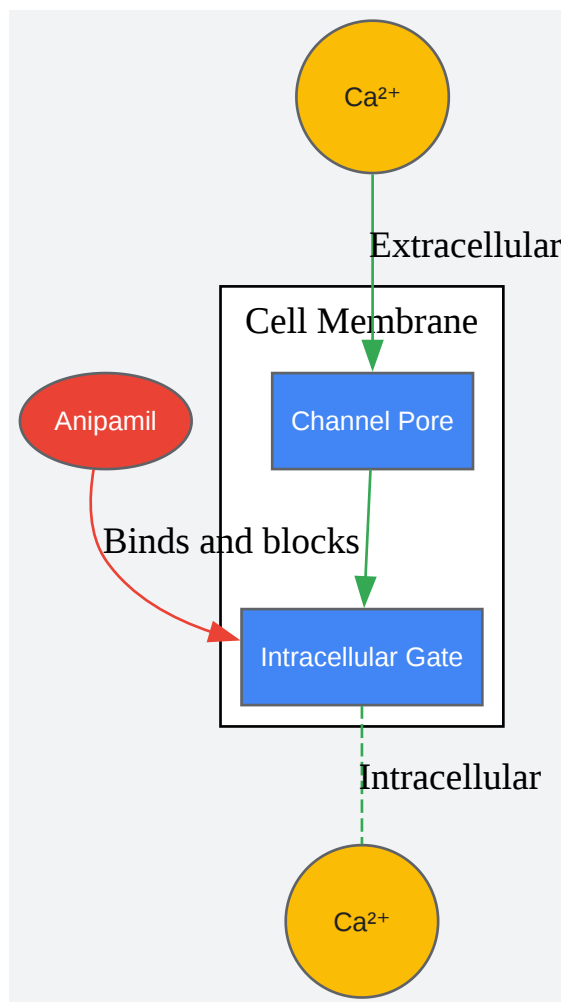 Ca²⁺
Extracellular
Cell Membrane
Anipamil
Channel Pore
Binds and blocks
Intracellular Gate
Intracellular
Ca²⁺